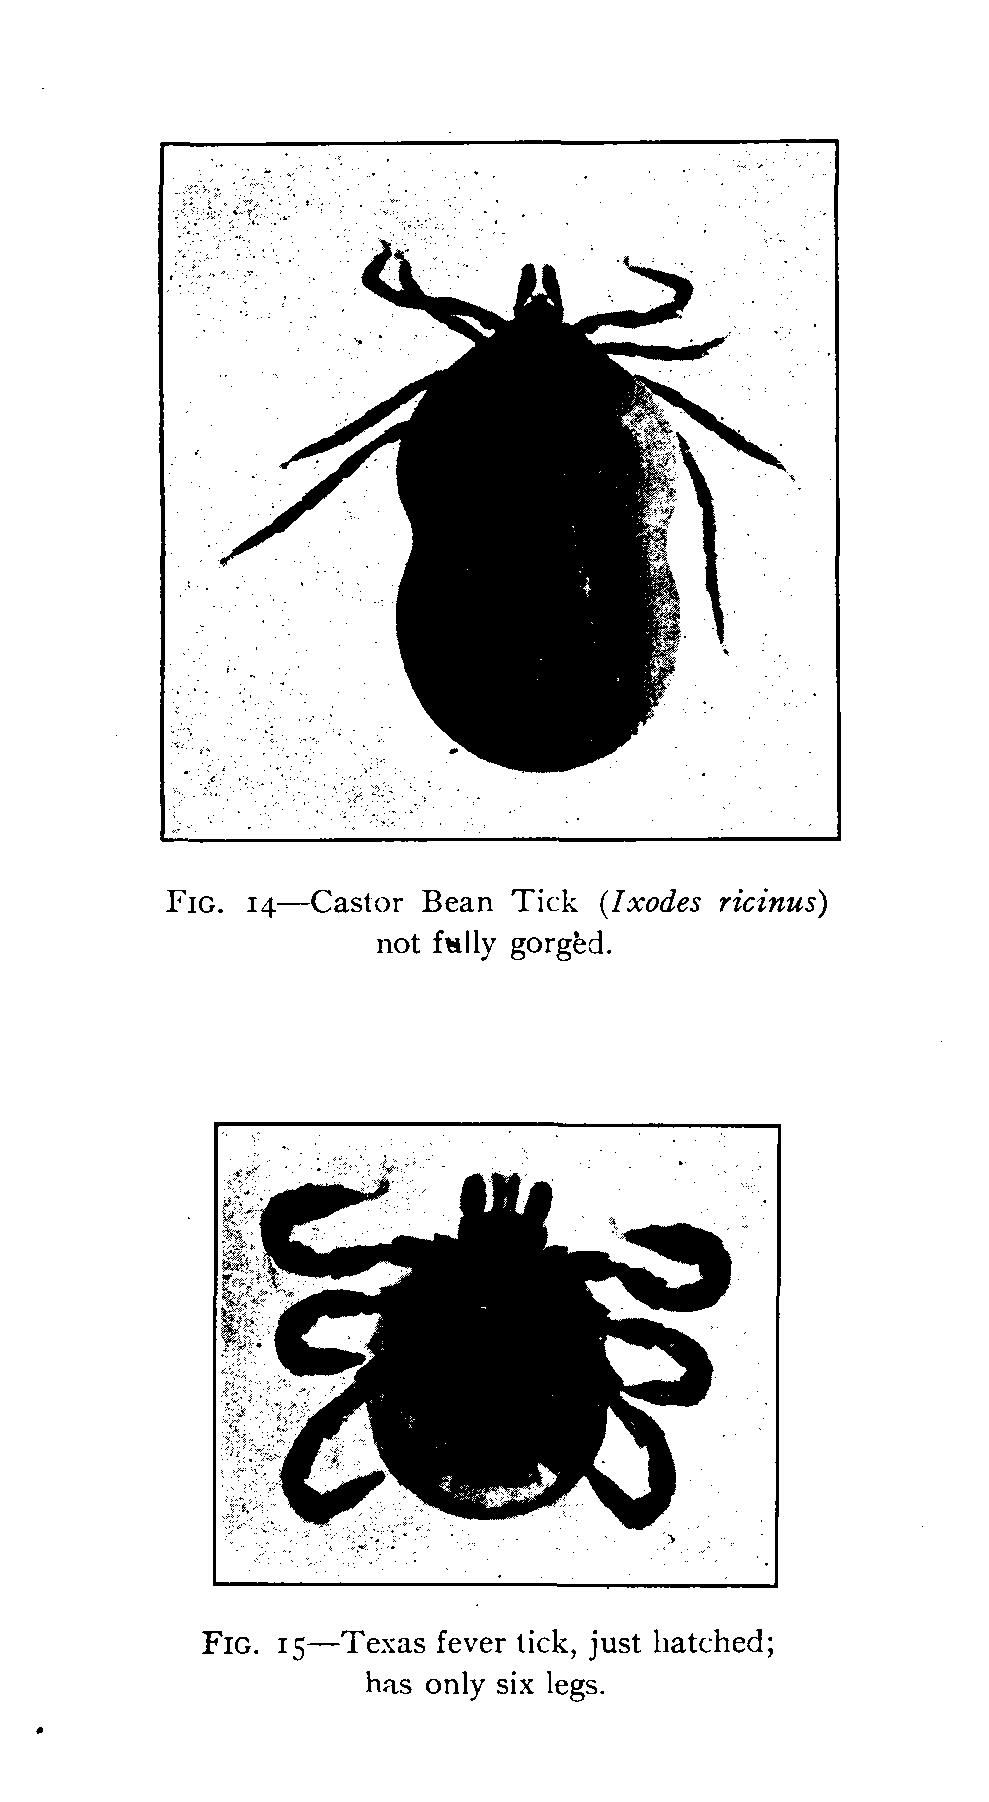 FIG. 14—Castor Bean Tick (Ixodes ricinus)
not fully gorged.
FIG. 15—Texas fever tick, just hatched;
has only six legs.